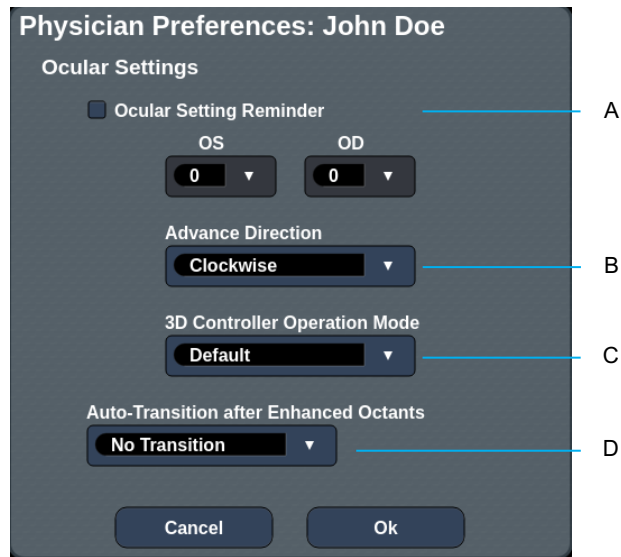 Physician Preferences: John Doe
Ocular Settings
Ocular Setting Reminder
A
OS OD
0 0
Advance Direction
Clockwise
B
3D Controller Operation Mode
Default
C
Auto-Transition after Enhanced Octants
No Transition
D
Cancel Ok